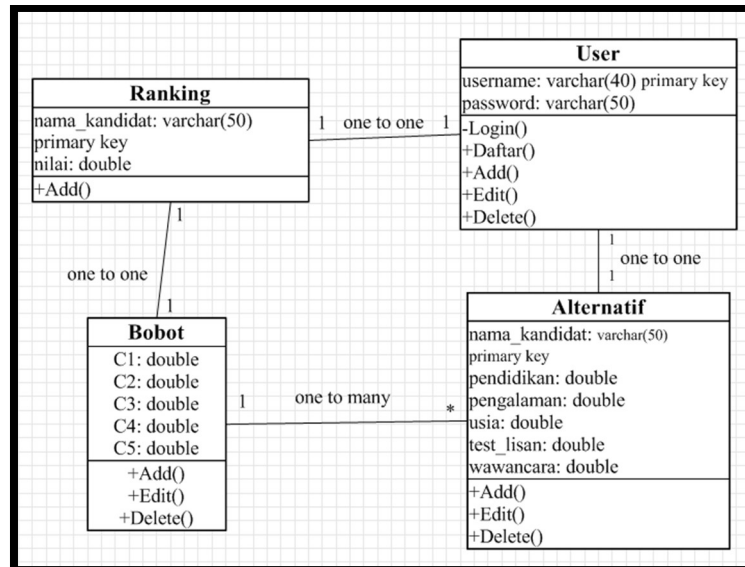 Ranking
nama_kandidat: varchar(50)
primary key
nilai: double
+Add()
1 one to one 1
User
username: varchar(40) primary key
password: varchar(50)
-Login()
+Daftar()
+Add()
+Edit()
+Delete()
1
one to one
1
1
one to one
1
Bobot
C1: double
C2: double
C3: double
C4: double
C5: double
+Add()
+Edit()
+Delete()
1 one to many *
Alternatif
nama_kandidat: varchar(50)
primary key
pendidikan: double
pengalaman: double
usia: double
test_lisan: double
wawancara: double
+Add()
+Edit()
+Delete()